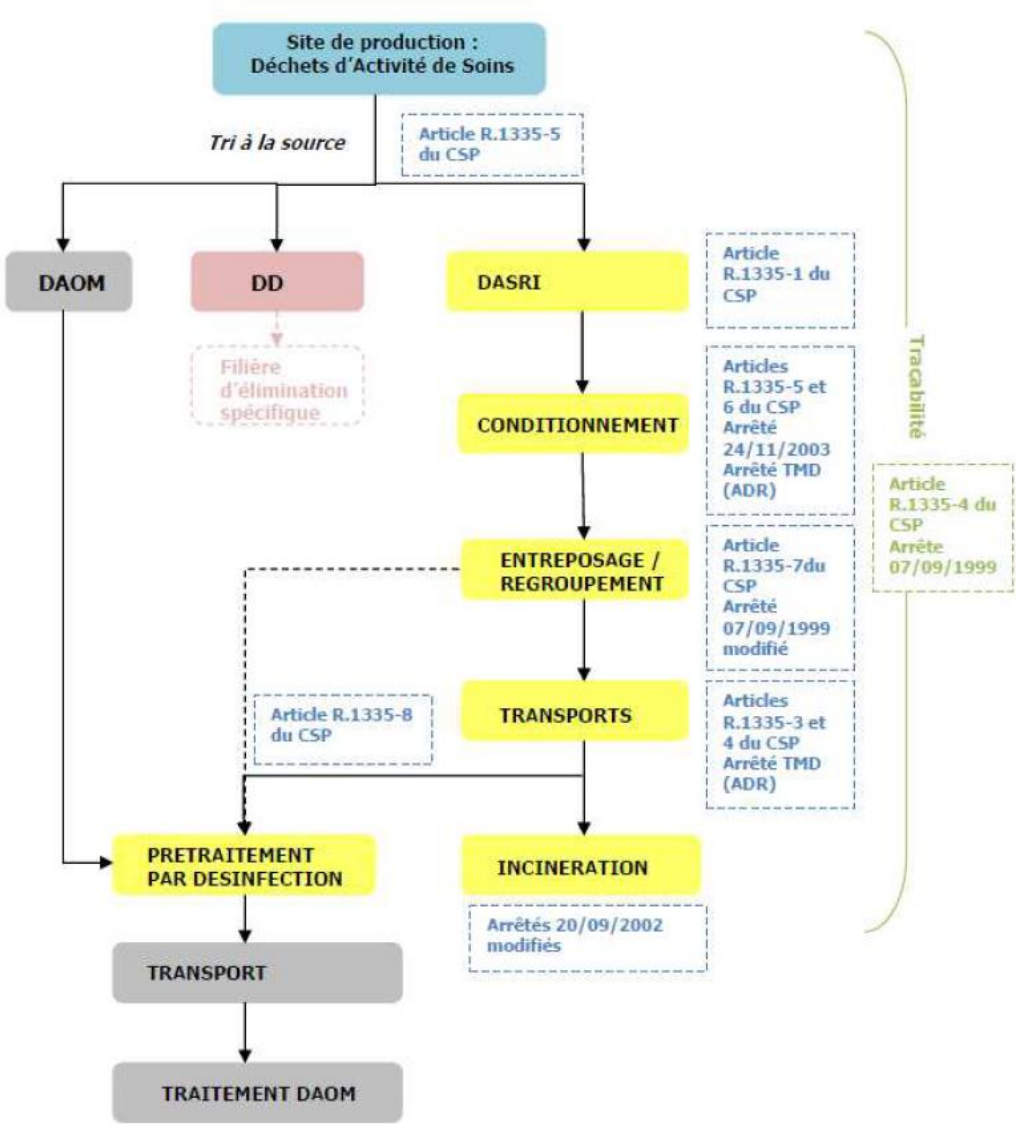 Site de production :
Déchets d’Activité de Soins
Tri à la source
Article R.1335-5
du CSP
DAOM
DD
DASRI
Article
R.1335-1 du
CSP
Filière
d’élimination
spécifique
CONDITIONNEMENT
Articles
R.1335-5 et
6 du CSP
Arrêté
24/11/2003
Arrêté TMD
(ADR)
Traçabilité
Article
R.1335-4 du
CSP
Arrête
07/09/1999
ENTREPOSAGE /
REGROUPEMENT
Article
R.1335-7du
CSP
Arrêté
07/09/1999
modifié
Article R.1335-8
du CSP
TRANSPORTS
Articles
R.1335-3 et
4 du CSP
Arrêté TMD
(ADR)
PRETRAITEMENT
PAR DESINFECTION
INCINERATION
Arrêtés 20/09/2002
modifiés
TRANSPORT
TRAITEMENT DAOM